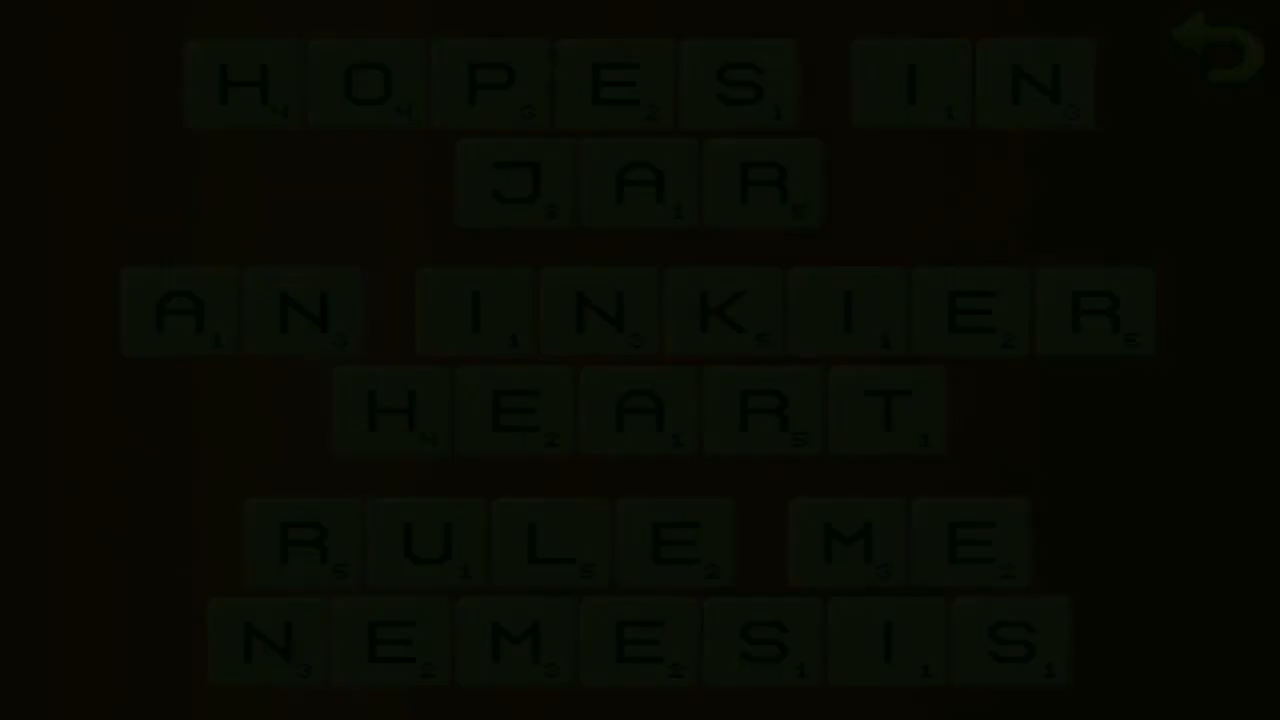 HOPES IN
JAR
AN INKIER
HEART
RULE ME
NEMESIS